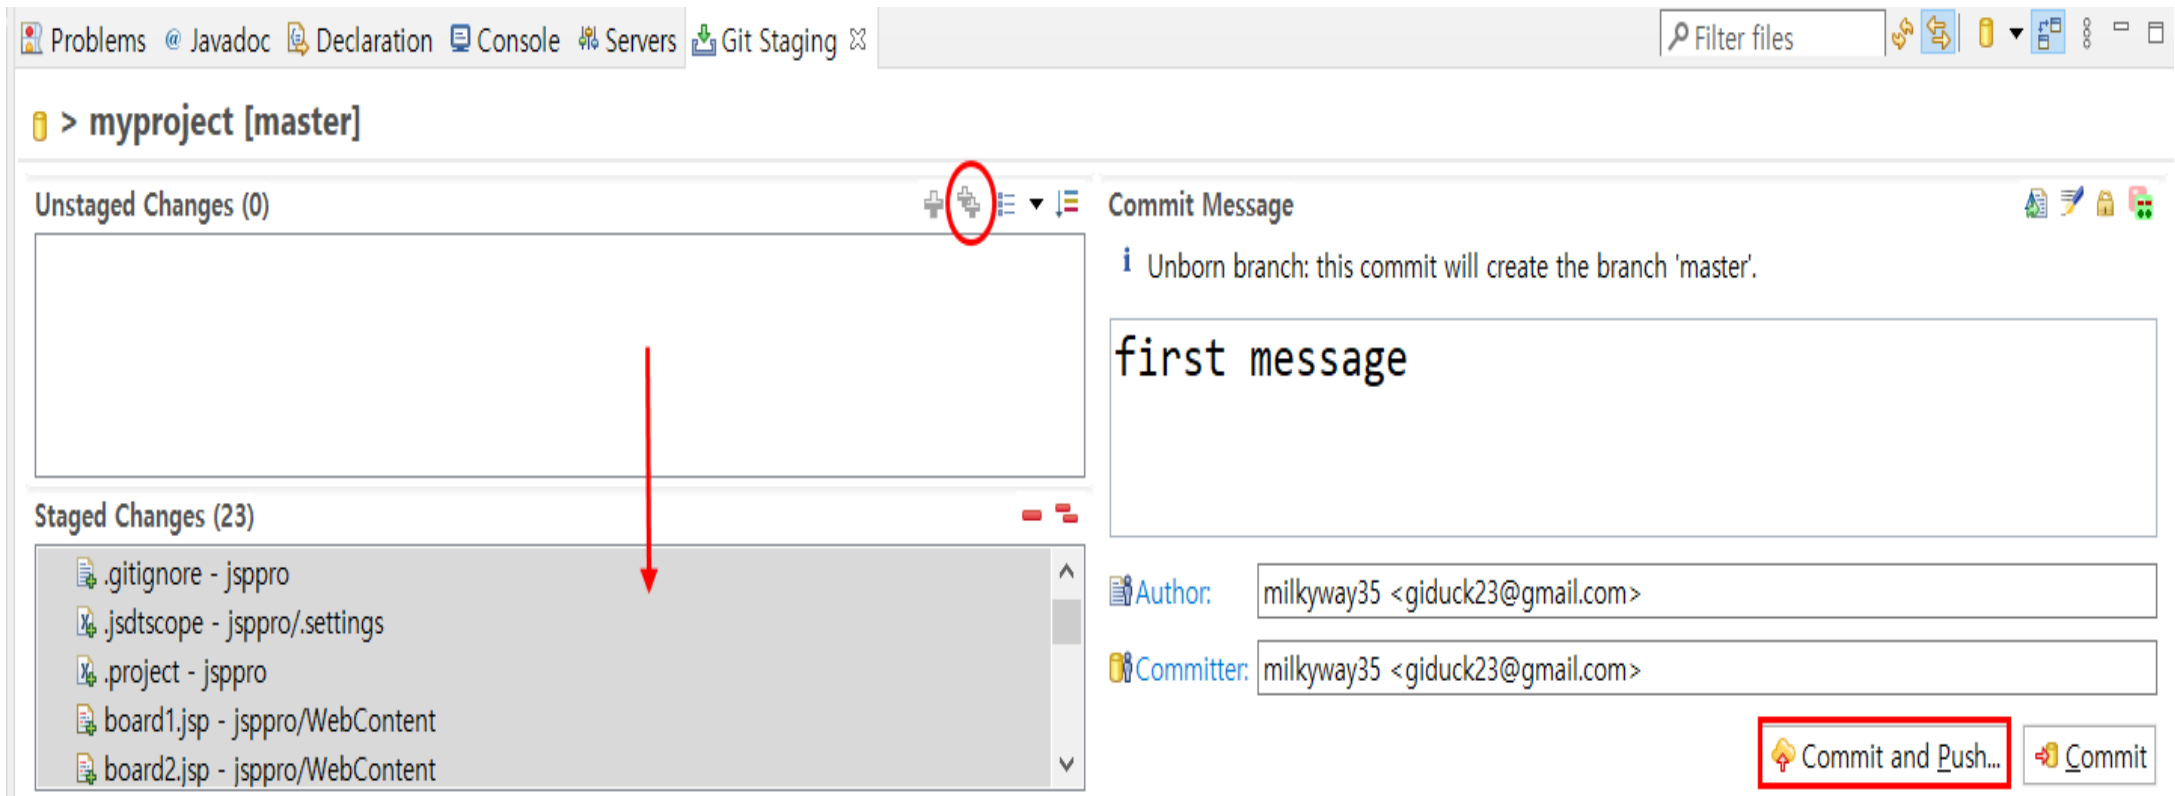 Problems @ Javadoc Declaration Console Servers Git Staging Filter files
> myproject [master]
Unstaged Changes (0)
Staged Changes (23)
.gitignore - jsppro
.jsdtscope - jsppro/.settings
.project - jsppro
board1.jsp - jsppro/WebContent
board2.jsp - jsppro/WebContent
Commit Message
Unborn branch: this commit will create the branch 'master'.
first message
Author: milkyway35 <giduck23@gmail.com>
Committer: milkyway35 <giduck23@gmail.com>
Commit and Push... Commit